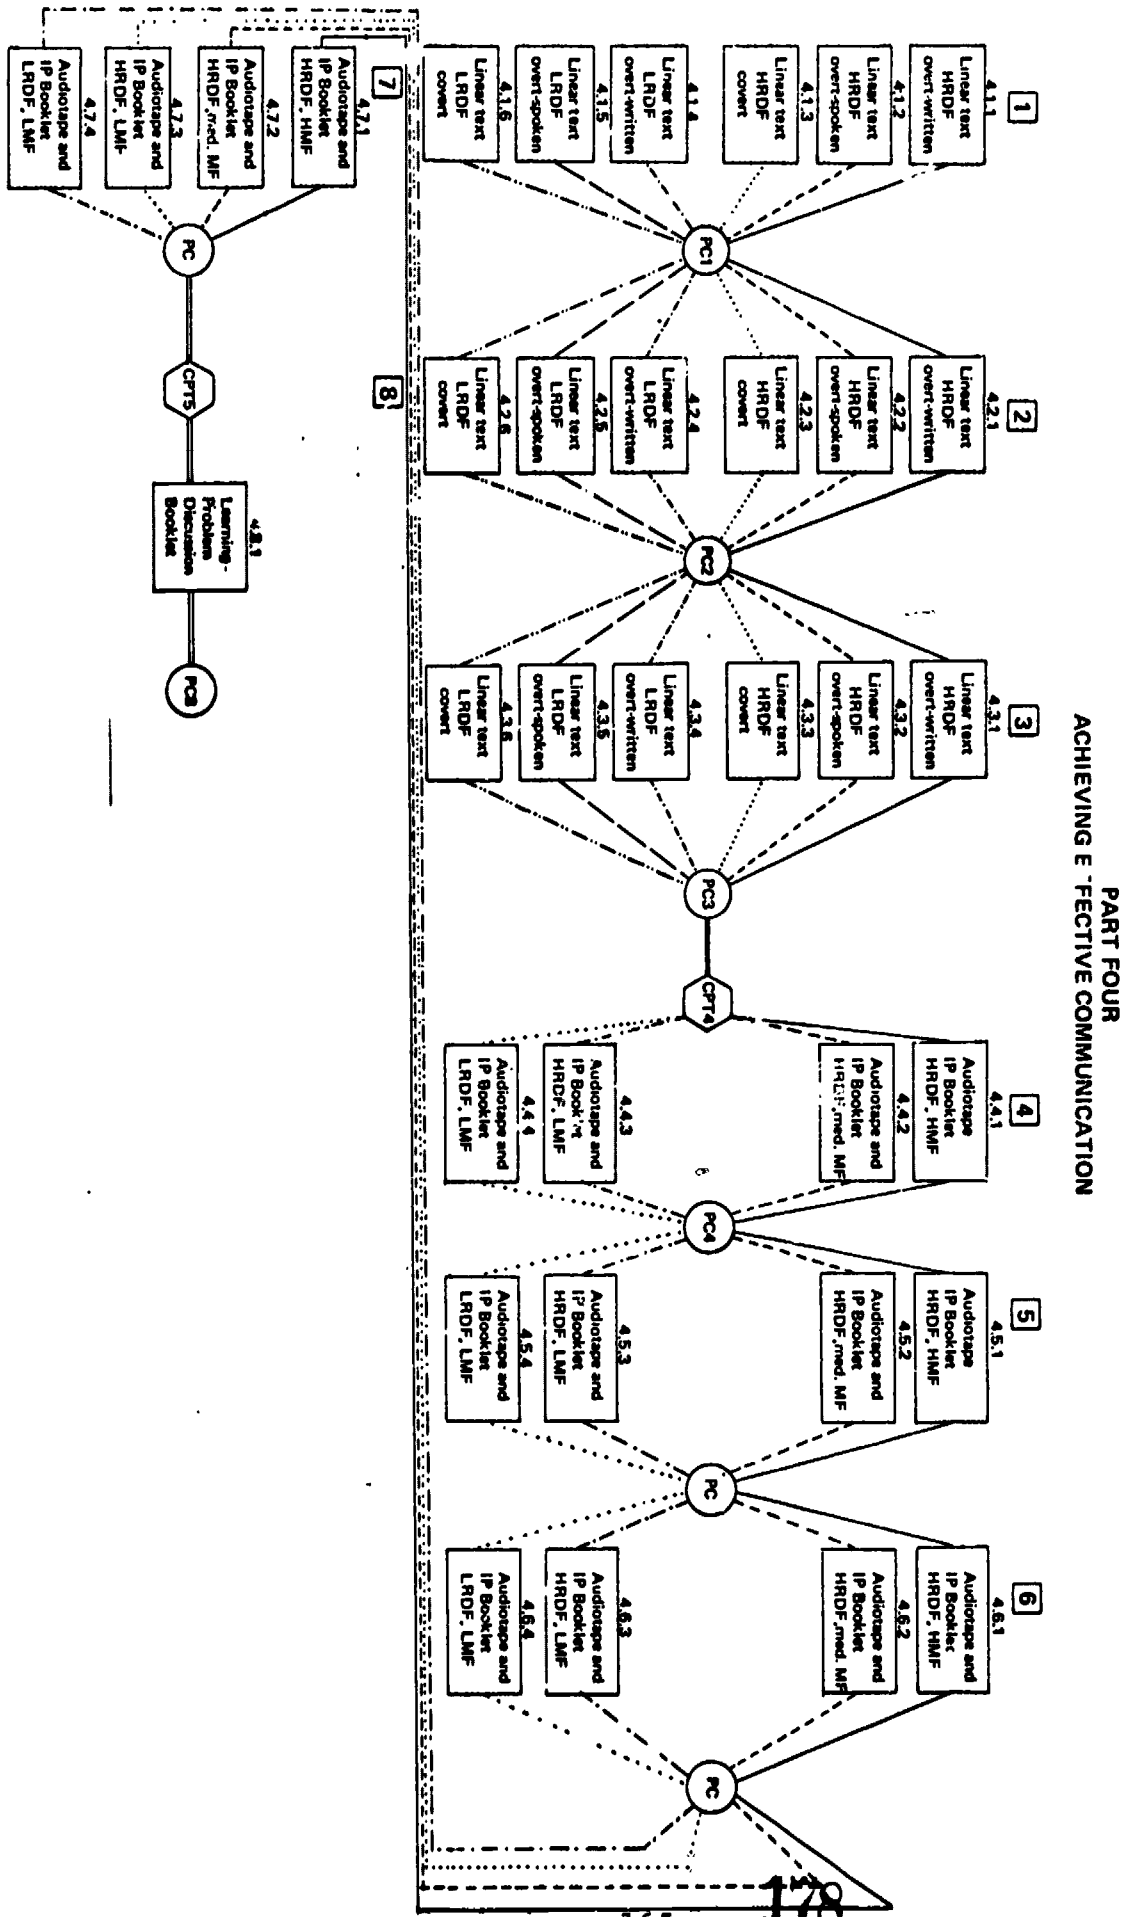 PART FOUR
ACHIEVING E FECTIVE COMMUNICATION
1
4.1.1
Linear text
HRDF
overt-written
4.1.2
Linear text
HRDF
overt-spoken
4.1.3
Linear text
HRDF
covert
4.1.4
Linear text
LRDF
overt-written
4.1.5
Linear text
LRDF
overt-spoken
4.1.6
Linear text
LRDF
covert
PC1
2
4.2.1
Linear text
HRDF
overt-written
4.2.2
Linear text
HRDF
overt-spoken
4.2.3
Linear text
HRDF
covert
4.2.4
Linear text
LRDF
overt-written
4.2.5
Linear text
LRDF
overt-spoken
4.2.6
Linear text
LRDF
covert
PC2
3
4.3.1
Linear text
HRDF
overt-written
4.3.2
Linear text
HRDF
overt-spoken
4.3.3
Linear text
HRDF
covert
4.3.4
Linear text
LRDF
overt-written
4.3.5
Linear text
LRDF
overt-spoken
4.3.6
Linear text
LRDF
covert
PC3
CPT4
4
4.4.1
Audiotape
IP Booklet
HRDF, HMF
4.4.2
Audiotape and
IP Booklet
HRDF, med. MF
4.4.3
Audiotape and
IP Booklet
HRDF, LMF
4.4.4
Audiotape and
IP Booklet
LRDF, LMF
PC4
5
4.5.1
Audiotape
IP Booklet
HRDF, HMF
4.5.2
Audiotape and
IP Booklet
HRDF, med. MF
4.5.3
Audiotape and
IP Booklet
HRDF, LMF
4.5.4
Audiotape and
IP Booklet
LRDF, LMF
PC
6
4.6.1
Audiotape and
IP Booklet
HRDF, HMF
4.6.2
Audiotape and
IP Booklet
HRDF, med. MF
4.6.3
Audiotape and
IP Booklet
HRDF, LMF
4.6.4
Audiotape and
IP Booklet
LRDF, LMF
PC
7
4.7.1
Audiotape and
IP Booklet
HRDF, HMF
4.7.2
Audiotape and
IP Booklet
HRDF, med. MF
4.7.3
Audiotape and
IP Booklet
HRDF, LMF
4.7.4
Audiotape and
IP Booklet
LRDF, LMF
PC
CPT5
8
4.8.1
Learning-
Problem
Discussion
Booklet
PC8